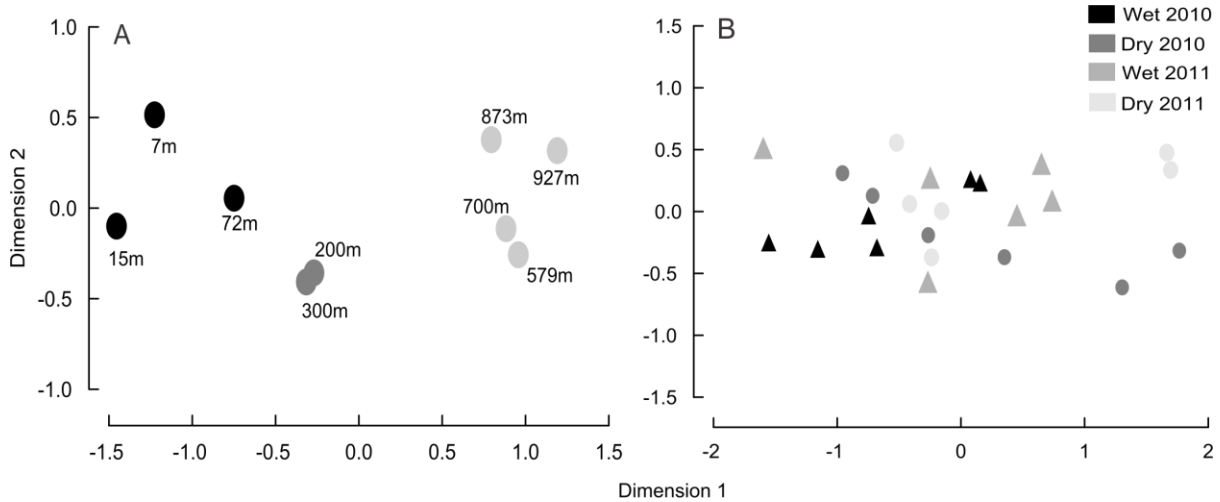 A
1.0
0.5
0.0
-0.5
-1.0
Dimension 2
7m
15m
72m
200m
300m
873m
927m
700m
579m
-1.5 -1.0 -0.5 0.0 0.5 1.0 1.5
B
1.5
1.0
0.5
0.0
-0.5
-1.0
-1.5
-2 -1 0 1 2
Wet 2010
Dry 2010
Wet 2011
Dry 2011
Dimension 1